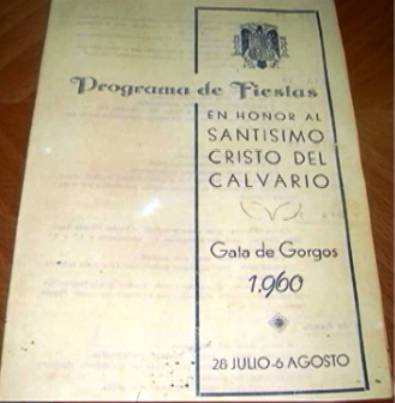 Programa de Fiestas
EN HONOR AL
SANTISIMO
CRISTO DEL
CALVARIO
Gata de Gorgos
1.960
28 JULIO-6 AGOSTO